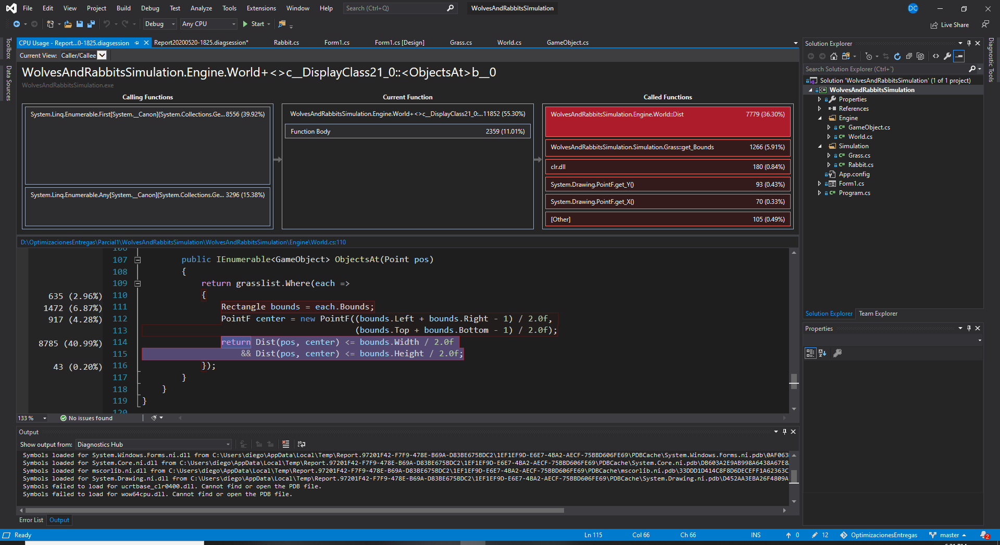 File Edit View Project Build Debug Test Analyze Tools Extensions Window Help Search (Ctrl+Q) WolvesAndRabbitsSimulation DC
Debug Any CPU Start Live Share
Toolbox
Data Sources
CPU Usage - Report...0-1825.diagsession Report20200520-1825.diagsession* Rabbit.cs Form1.cs Form1.cs [Design] Grass.cs World.cs GameObject.cs
Current View: Caller/Callee
WolvesAndRabbitsSimulation.Engine.World+<>c__DisplayClass21_0::<ObjectsAt>b__0
WolvesAndRabbitsSimulation.exe
Calling Functions Current Function Called Functions
System.Linq.Enumerable.First[System.__Canon](System.Collections.Ge... 8556 (39.92%)
System.Linq.Enumerable.Any[System.__Canon](System.Collections.Ge... 3296 (15.38%)
WolvesAndRabbitsSimulation.Engine.World+<>c__DisplayClass21_0:...11852 (55.30%)
Function Body 2359 (11.01%)
WolvesAndRabbitsSimulation.Engine.World::Dist 7779 (36.30%)
WolvesAndRabbitsSimulation.Simulation.Grass::get_Bounds 1266 (5.91%)
clr.dll 180 (0.84%)
System.Drawing.PointF.get_Y() 93 (0.43%)
System.Drawing.PointF.get_X() 70 (0.33%)
[Other] 105 (0.49%)
D:\OptimizacionesEntregas\Parcial1\WolvesAndRabbitsSimulation\WolvesAndRabbitsSimulation\Engine\World.cs:110
106
107 public IEnumerable<GameObject> ObjectsAt(Point pos)
108 {
109 return grasslist.Where(each =>
635 (2.96%) 110 {
1472 (6.87%) 111 Rectangle bounds = each.Bounds;
917 (4.28%) 112 PointF center = new PointF((bounds.Left + bounds.Right - 1) / 2.0f,
113 (bounds.Top + bounds.Bottom - 1) / 2.0f);
8785 (40.99%) 114 return Dist(pos, center) <= bounds.Width / 2.0f
115 && Dist(pos, center) <= bounds.Height / 2.0f;
43 (0.20%) 116 });
117 }
118 }
119 }
120
133 % No issues found
Output
Show output from: Diagnostics Hub
Symbols loaded for System.Windows.Forms.ni.dll from C:\Users\diego\AppData\Local\Temp\Report.97201F42-F7F9-478E-B69A-D83BE675BDC2\1EF1EF9D-E6E7-4BA2-AECF-75BBD606FE69\PDBCache\System.Windows.Forms.ni.pdb\0AF063
Symbols loaded for System.Core.ni.dll from C:\Users\diego\AppData\Local\Temp\Report.97201F42-F7F9-478E-B69A-D83BE675BDC2\1EF1EF9D-E6E7-4BA2-AECF-75BBD606FE69\PDBCache\System.Core.ni.pdb\DB603A2E9AB998A6438A67E8
Symbols loaded for mscorlib.ni.dll from C:\Users\diego\AppData\Local\Temp\Report.97201F42-F7F9-478E-B69A-D83BE675BDC2\1EF1EF9D-E6E7-4BA2-AECF-75BBD606FE69\PDBCache\mscorlib.ni.pdb\33DDD1D414C8F8D6DECEFF1A62363C
Symbols loaded for System.Drawing.ni.dll from C:\Users\diego\AppData\Local\Temp\Report.97201F42-F7F9-478E-B69A-D83BE675BDC2\1EF1EF9D-E6E7-4BA2-AECF-75BBD606FE69\PDBCache\System.Drawing.ni.pdb\D452AA3EBA26F4809A
Symbols failed to load for ucrtbase_clr0400.dll. Cannot find or open the PDB file.
Symbols failed to load for wow64cpu.dll. Cannot find or open the PDB file.
Error List Output
Solution Explorer
Search Solution Explorer (Ctrl+´)
Solution 'WolvesAndRabbitsSimulation' (1 of 1 project)
WolvesAndRabbitsSimulation
Properties
References
Engine
GameObject.cs
World.cs
Simulation
Grass.cs
Rabbit.cs
App.config
Form1.cs
Program.cs
Solution Explorer Team Explorer
Properties
Diagnostic Tools
Ready Ln 115 Col 66 Ch 66 INS 0 12 OptimizacionesEntregas master 2